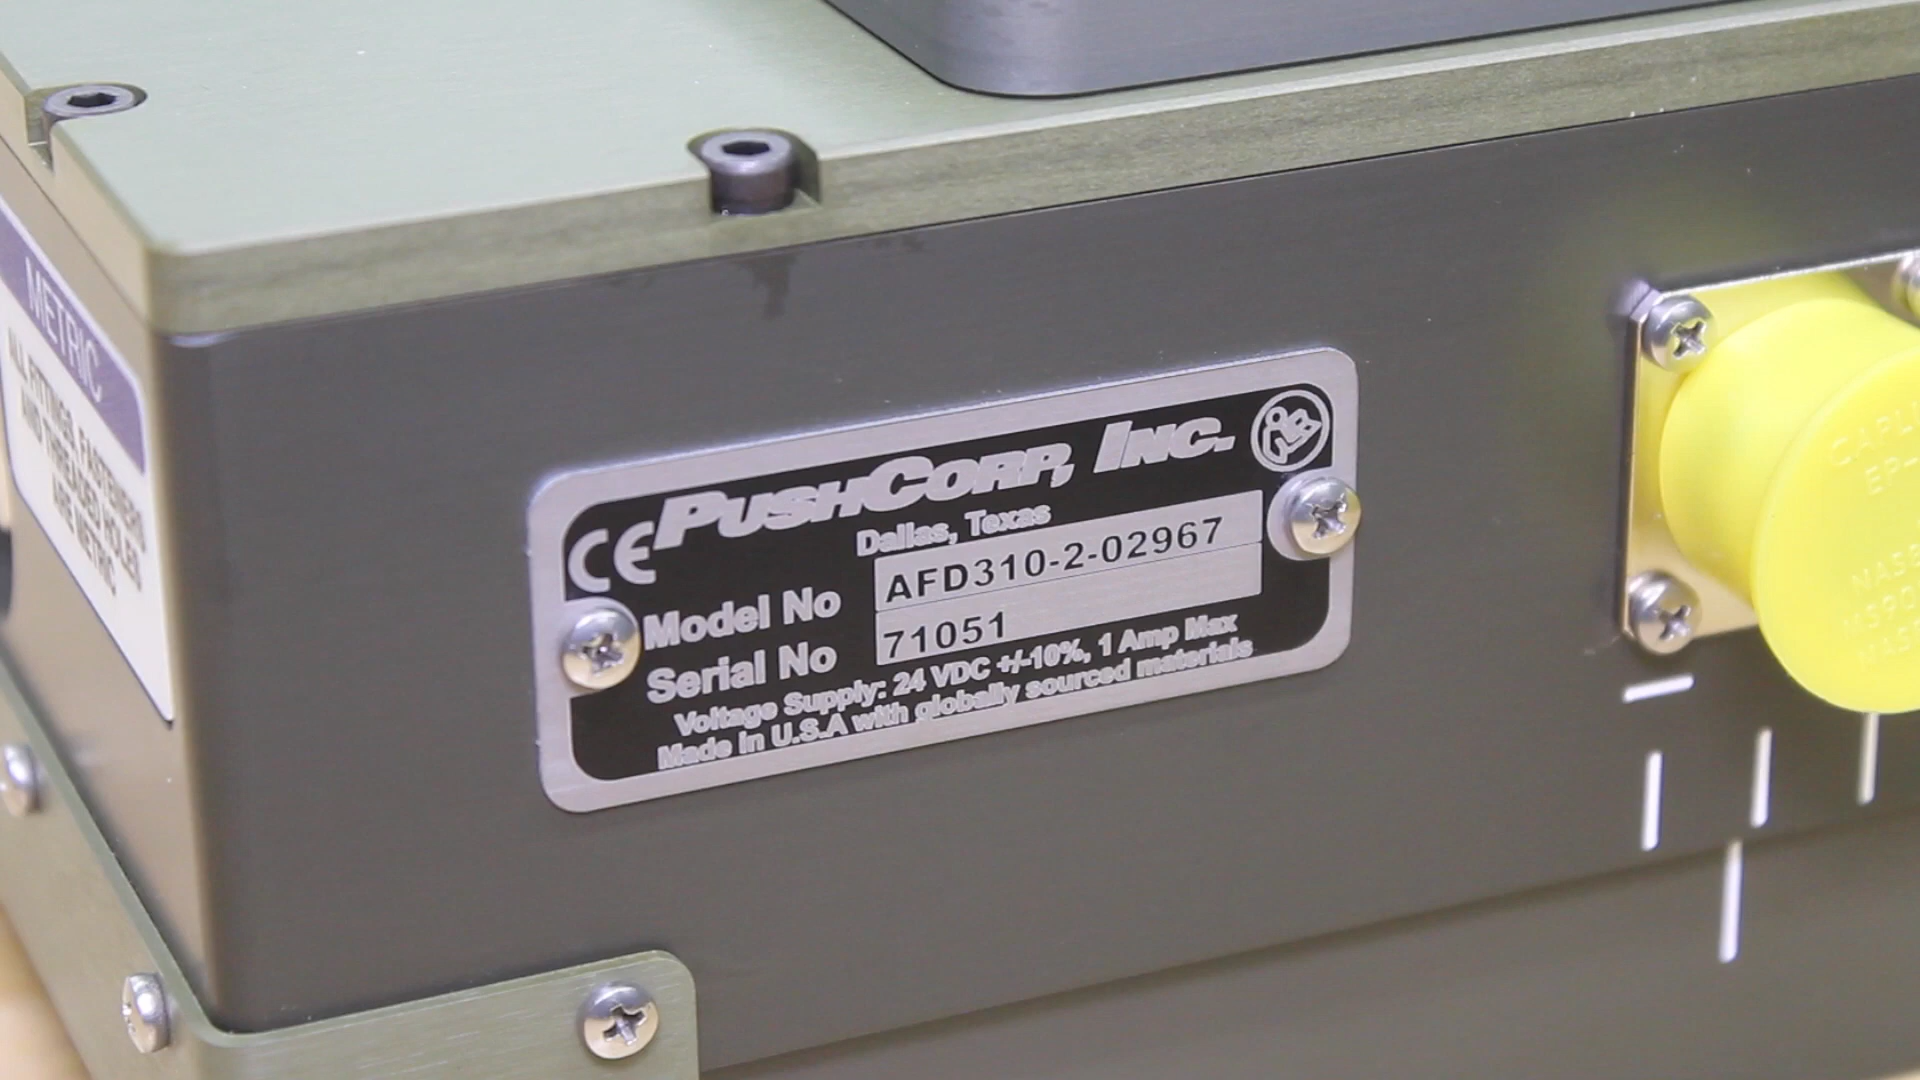 METRIC
ALL FITTINGS, FASTENERS
AND THREADED HOLES
ARE METRIC
CE PUSHCORP, INC.
Dallas, Texas
Model No AFD310-2-02967
Serial No 71051
Voltage Supply: 24 VDC +/-10%, 1 Amp Max
Made in U.S.A with globally sourced materials